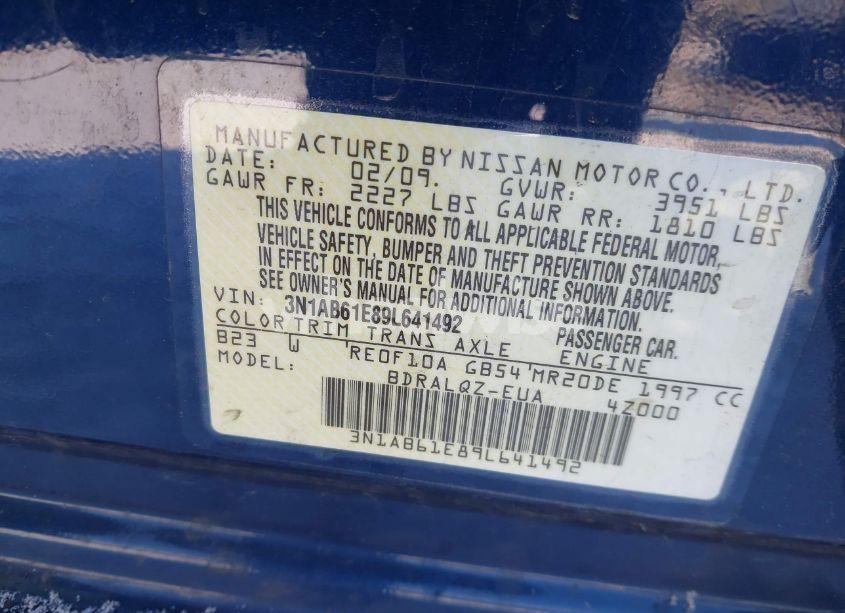 MANUFACTURED BY NISSAN MOTOR CO., LTD.
DATE: 02/09. GVWR: 3951 LBS
GAWR FR: 2227 LBS GAWR RR: 1810 LBS
THIS VEHICLE CONFORMS TO ALL APPLICABLE FEDERAL MOTOR
VEHICLE SAFETY, BUMPER AND THEFT PREVENTION STANDARDS
IN EFFECT ON THE DATE OF MANUFACTURE SHOWN ABOVE.
SEE OWNER'S MANUAL FOR ADDITIONAL INFORMATION.
VIN: 3N1AB61E89L641492 PASSENGER CAR.
COLOR TRIM TRANS AXLE ENGINE
B23 W RE0F10A GB54 MR20DE 1997 CC
MODEL: BDRALQZ-EUA 4Z000
3N1AB61E89L641492